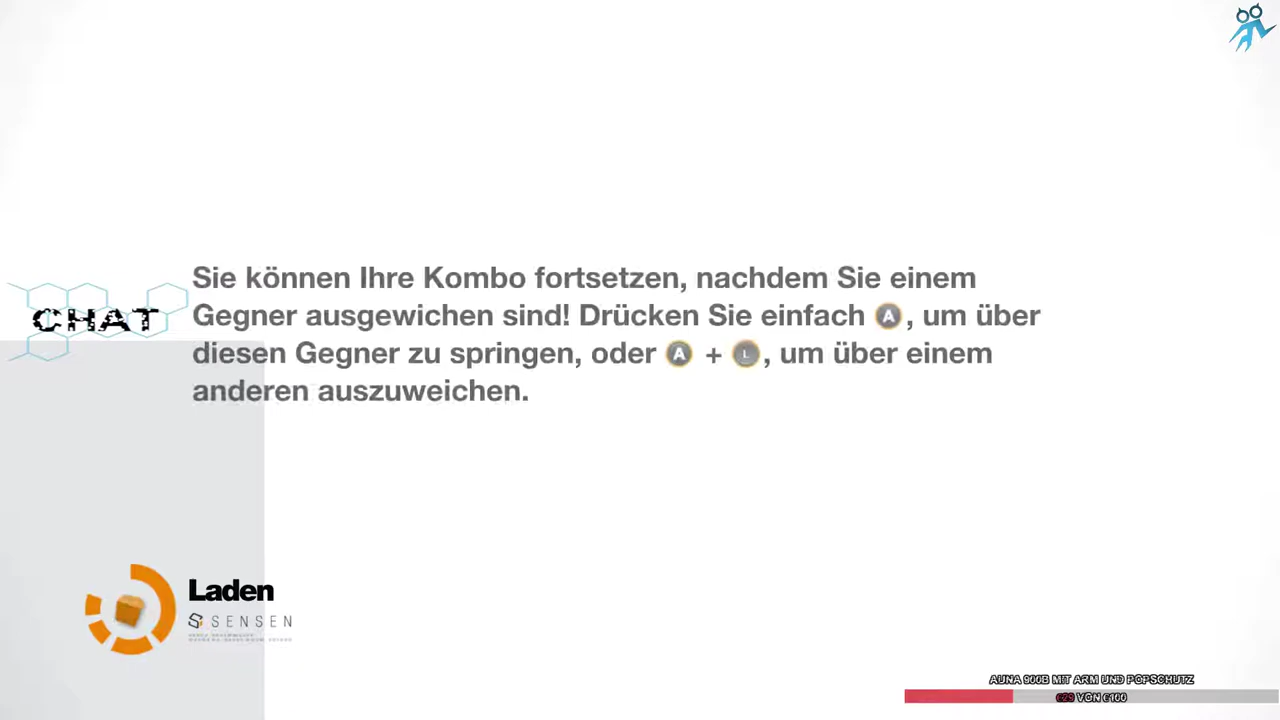 Sie können Ihre Kombo fortsetzen, nachdem Sie einem
Gegner ausgewichen sind! Drücken Sie einfach A, um über
diesen Gegner zu springen, oder A + L, um über einem
anderen auszuweichen.
CHAT
Laden
SENSEN
AUNA 900B MIT ARM UND POPSCHUTZ
€29 VON €100